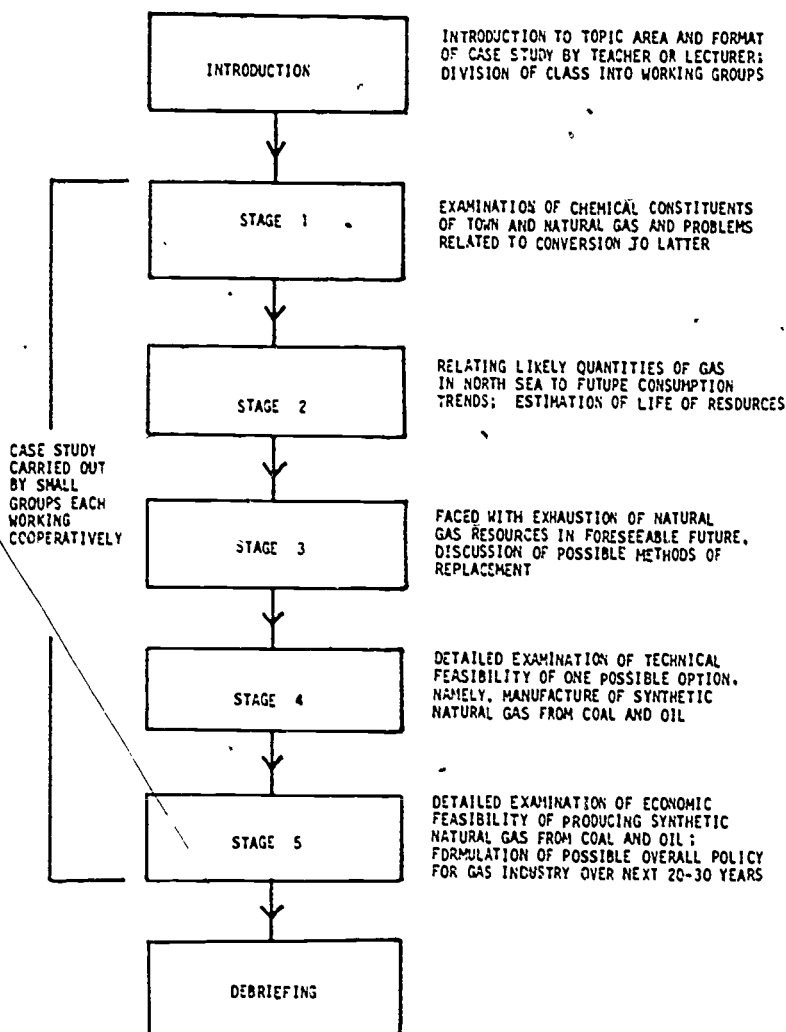 INTRODUCTION
INTRODUCTION TO TOPIC AREA AND FORMAT
OF CASE STUDY BY TEACHER OR LECTURER;
DIVISION OF CLASS INTO WORKING GROUPS
STAGE 1
EXAMINATION OF CHEMICAL CONSTITUENTS
OF TOWN AND NATURAL GAS AND PROBLEMS
RELATED TO CONVERSION TO LATTER
STAGE 2
RELATING LIKELY QUANTITIES OF GAS
IN NORTH SEA TO FUTURE CONSUMPTION
TRENDS; ESTIMATION OF LIFE OF RESOURCES
CASE STUDY
CARRIED OUT
BY SMALL
GROUPS EACH
WORKING
COOPERATIVELY
STAGE 3
FACED WITH EXHAUSTION OF NATURAL
GAS RESOURCES IN FORESEEABLE FUTURE,
DISCUSSION OF POSSIBLE METHODS OF
REPLACEMENT
STAGE 4
DETAILED EXAMINATION OF TECHNICAL
FEASIBILITY OF ONE POSSIBLE OPTION,
NAMELY, MANUFACTURE OF SYNTHETIC
NATURAL GAS FROM COAL AND OIL
STAGE 5
DETAILED EXAMINATION OF ECONOMIC
FEASIBILITY OF PRODUCING SYNTHETIC
NATURAL GAS FROM COAL AND OIL;
FORMULATION OF POSSIBLE OVERALL POLICY
FOR GAS INDUSTRY OVER NEXT 20-30 YEARS
DEBRIEFING